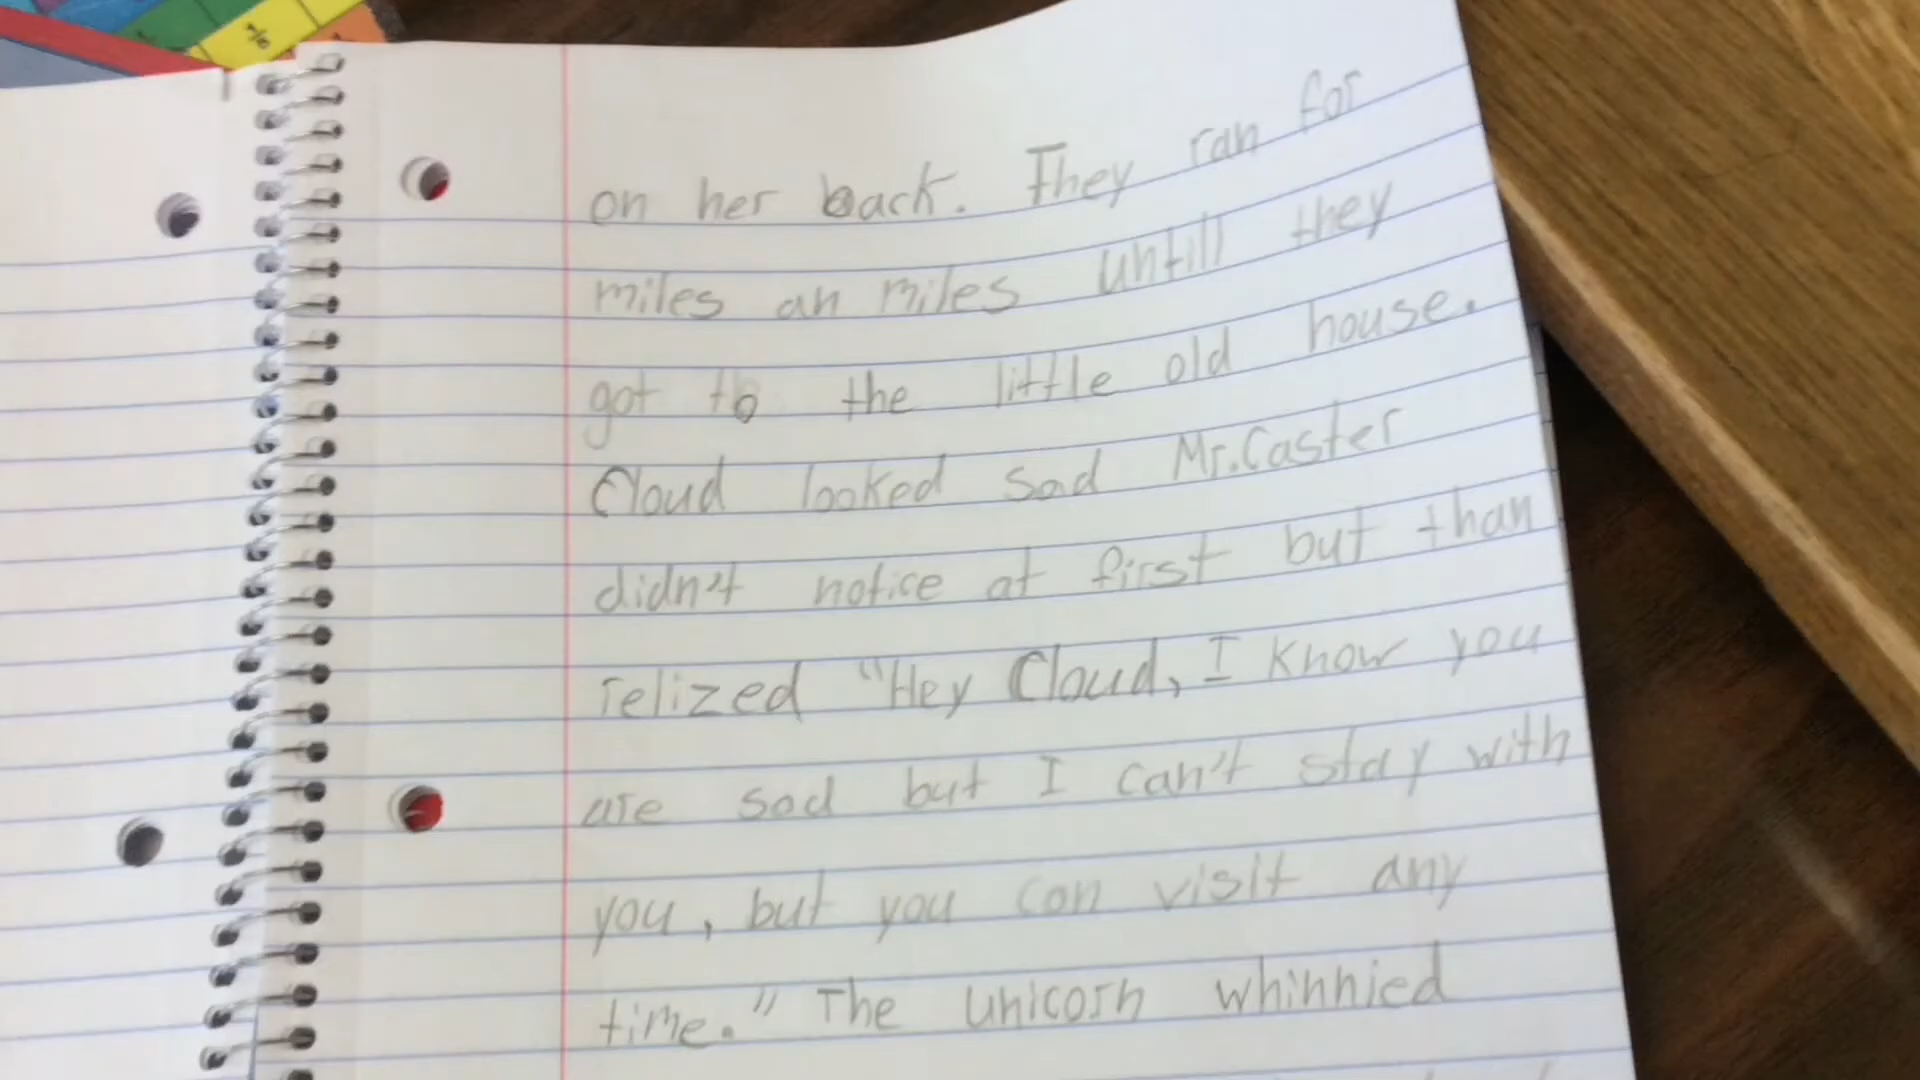 on her back. They ran for
miles an miles untill they
got to the little old house.
Cloud looked sad Mr.Caster
didn't notice at first but than
relized "Hey Cloud, I know you
are sad but I can't stay with
you, but you can visit any
time." The unicorn whinnied